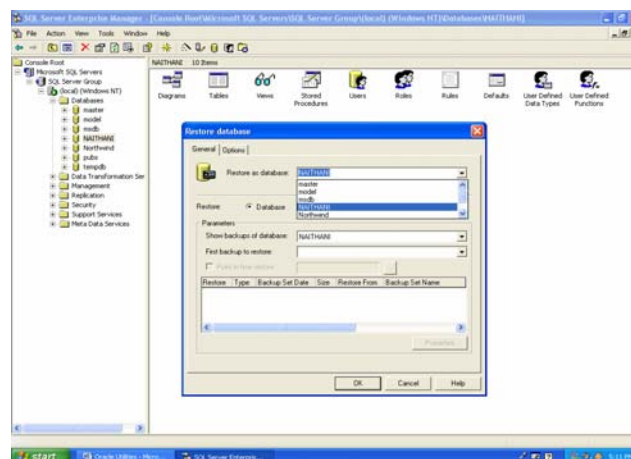 SQL Server Enterprise Manager - [Console Root\Microsoft SQL Servers\SQL Server Group\(local) (Windows NT)\Databases\NAITHANI]
File Action View Tools Window Help
Console Root
Microsoft SQL Servers
SQL Server Group
(local) (Windows NT)
Databases
master
model
msdb
NAITHANI
Northwind
pubs
tempdb
Data Transformation Ser
Management
Replication
Security
Support Services
Meta Data Services
NAITHANI 10 Items
Diagrams
Tables
Views
Stored Procedures
Users
Roles
Rules
Defaults
User Defined Data Types
User Defined Functions
Restore database
General Options
Restore as database: NAITHANI
master
model
msdb
NAITHANI
Northwind
Restore: Database
Parameters
Show backups of database: NAITHANI
First backup to restore:
Point in time restore:
Restore Type Backup Set Date Size Restore From Backup Set Name
Properties
OK Cancel Help
start
Oracle Utilities - Micro...
SQL Server Enterpris...
5:11 PM